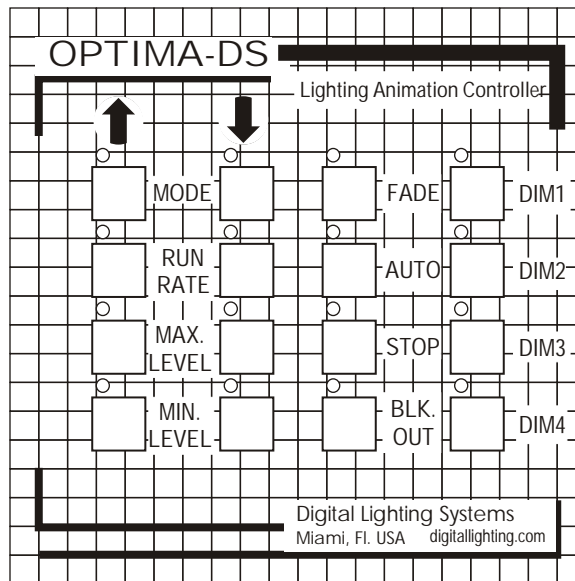 OPTIMA-DS
Lighting Animation Controller
MODE FADE DIM1
RUN RATE AUTO DIM2
MAX. LEVEL STOP DIM3
MIN. LEVEL BLK. OUT DIM4
Digital Lighting Systems
Miami, Fl. USA digitallighting.com